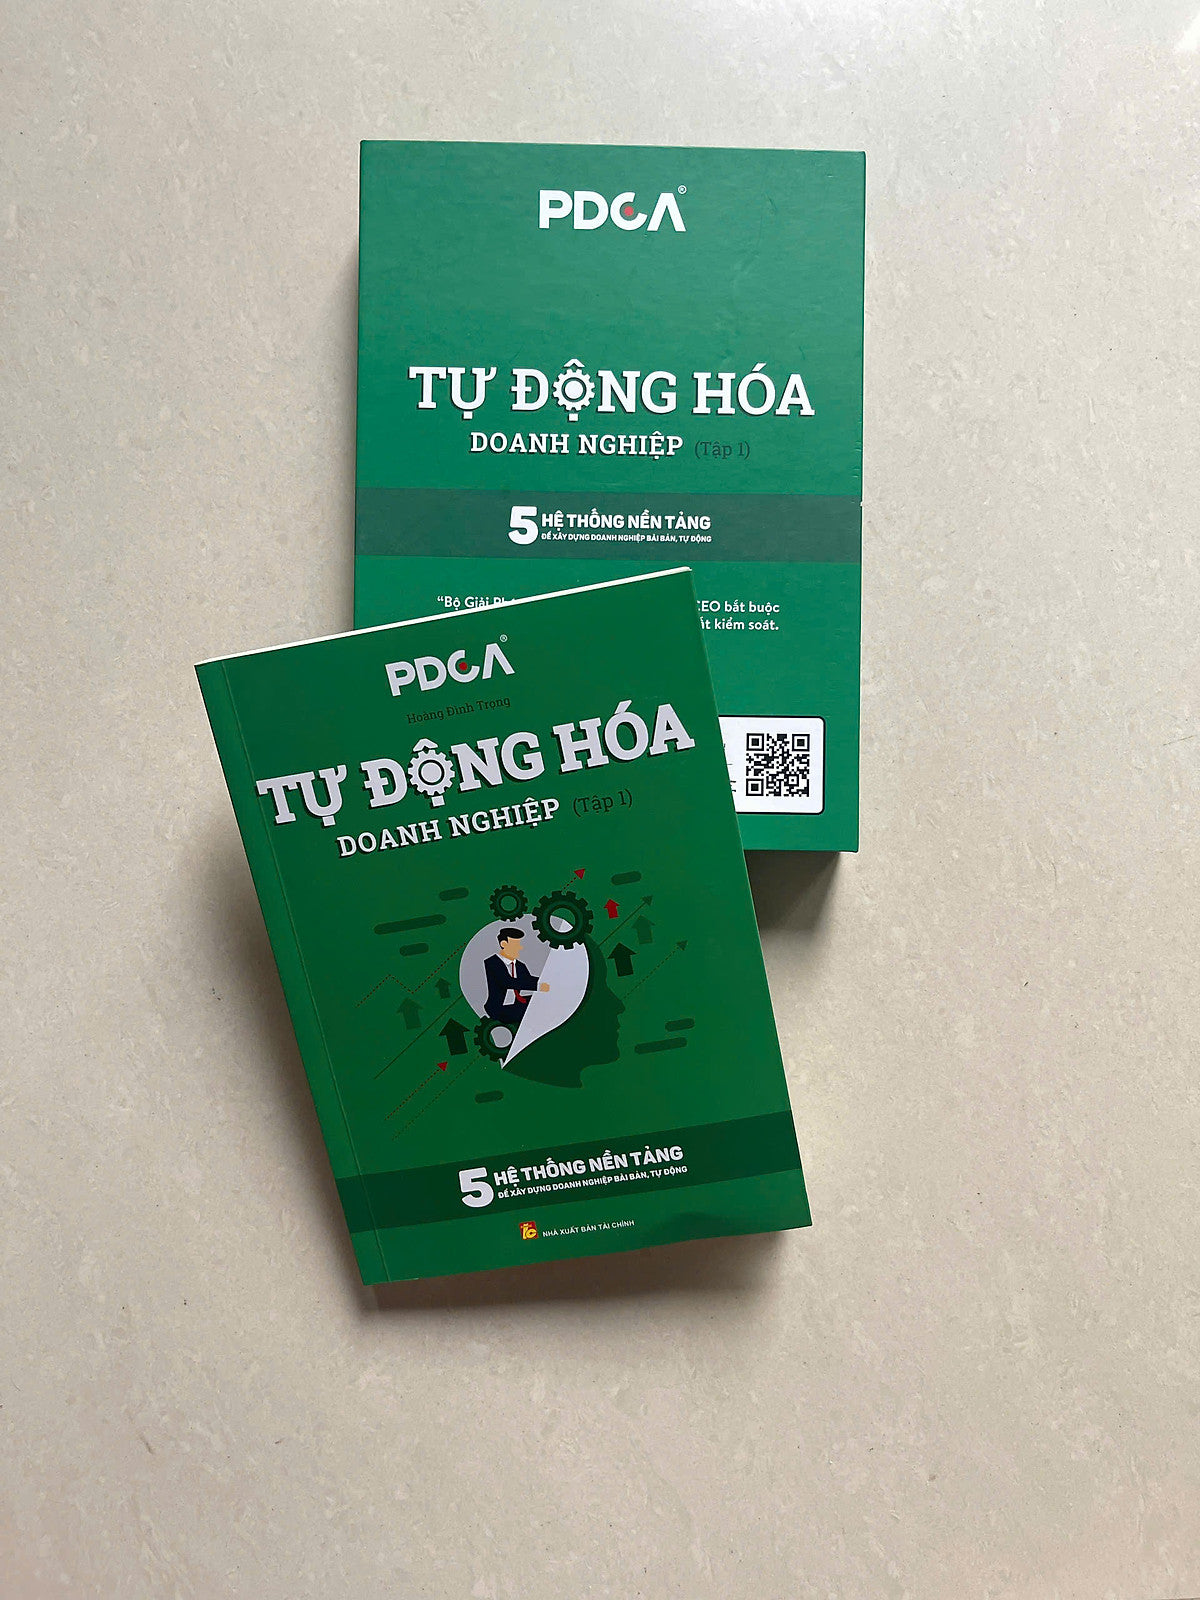 PDCA®
TỰ ĐỘNG HÓA
DOANH NGHIỆP (Tập 1)
5 HỆ THỐNG NỀN TẢNG
ĐỂ XÂY DỰNG DOANH NGHIỆP BÀI BẢN, TỰ ĐỘNG
“Bộ Giải CEO bắt buộc
kiểm soát.
PDCA®
Hoàng Đình Trọng
TỰ ĐỘNG HÓA
DOANH NGHIỆP (Tập 1)
5 HỆ THỐNG NỀN TẢNG
ĐỂ XÂY DỰNG DOANH NGHIỆP BÀI BẢN, TỰ ĐỘNG
NHÀ XUẤT BẢN TÀI CHÍNH